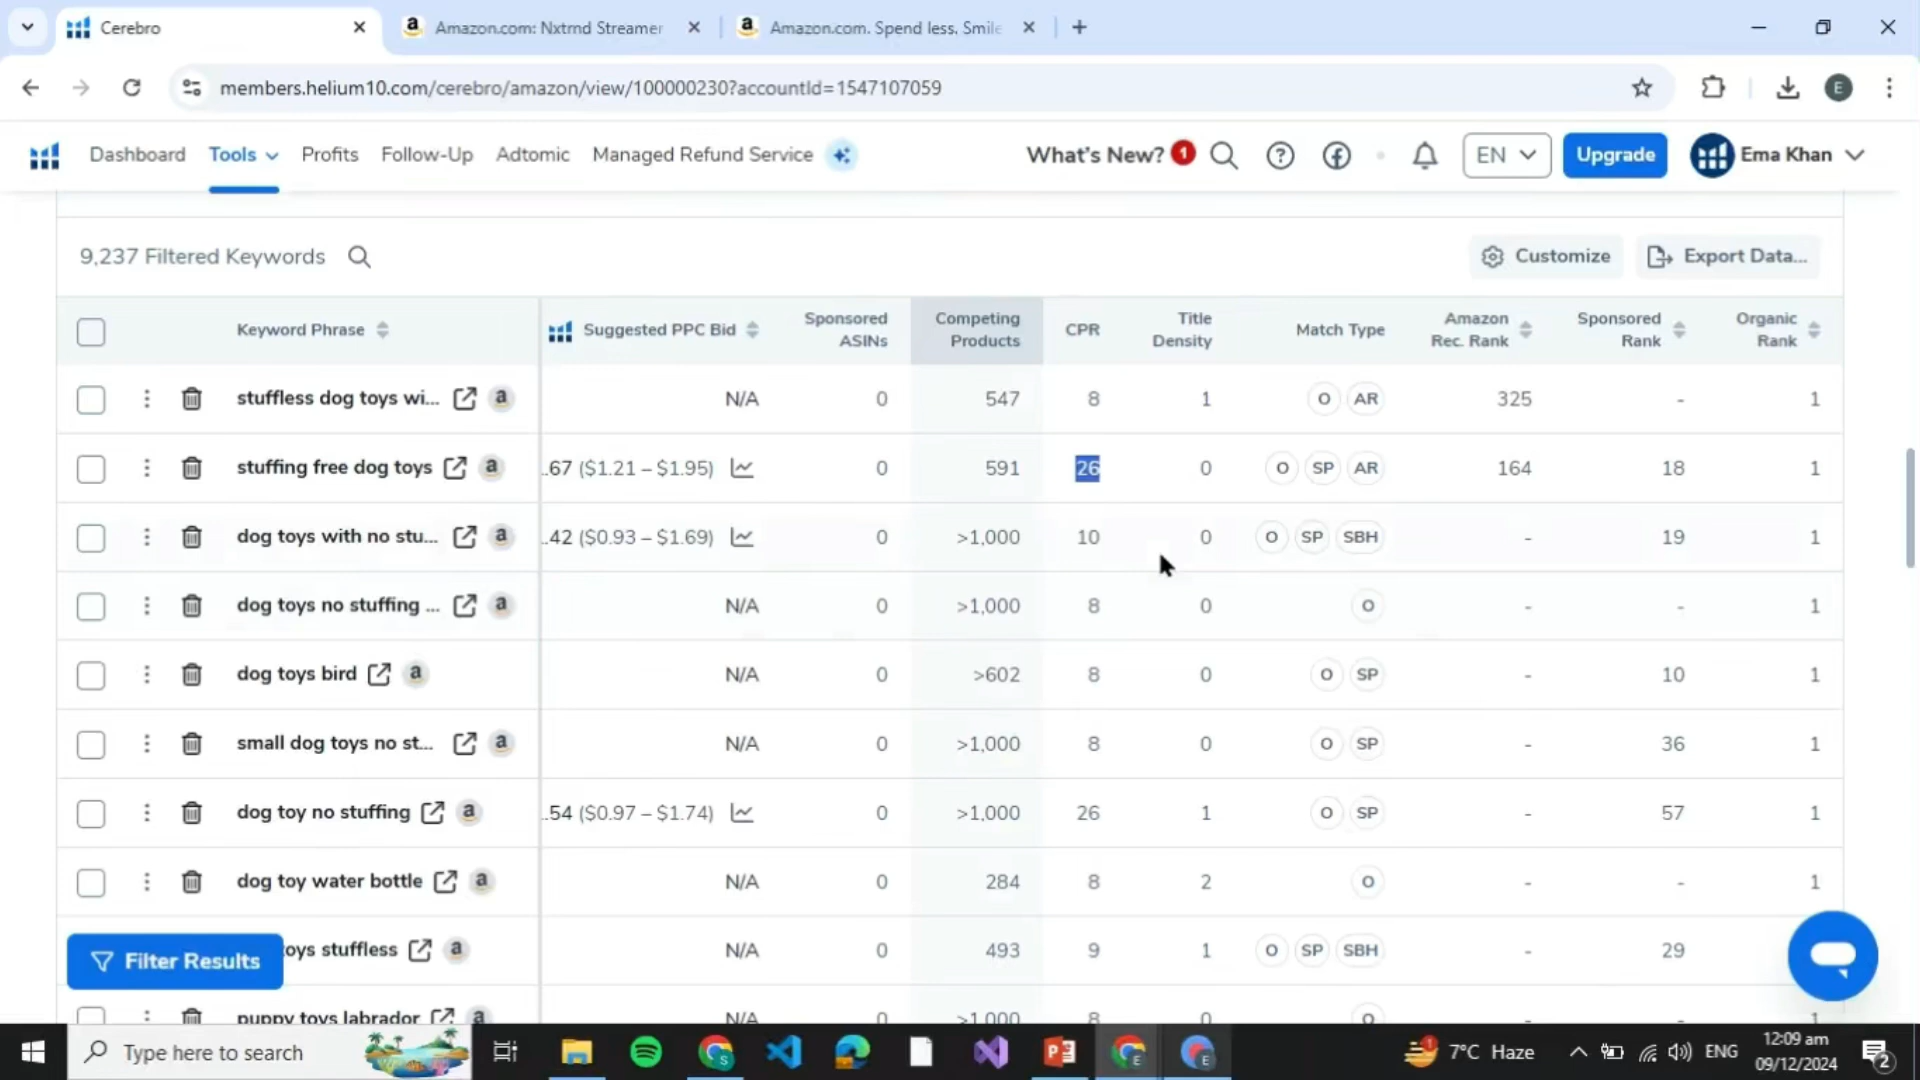 Cerebro
Amazon.com: Nxtrnd Streamer
Amazon.com. Spend less. Smile
members.helium10.com/cerebro/amazon/view/100000230?accountId=1547107059
E
Dashboard Tools Profits Follow-Up Adtomic Managed Refund Service What's New? 1 EN Upgrade Ema Khan
9,237 Filtered Keywords Customize Export Data...
Keyword Phrase Suggested PPC Bid Sponsored ASINs Competing Products CPR Title Density Match Type Amazon Rec. Rank Sponsored Rank Organic Rank
stuffless dog toys wi... a N/A 0 547 8 1 O AR 325 - 1
stuffing free dog toys a .67 ($1.21 – $1.95) 0 591 26 0 O SP AR 164 18 1
dog toys with no stu... a .42 ($0.93 – $1.69) 0 >1,000 10 0 O SP SBH - 19 1
dog toys no stuffing ... a N/A 0 >1,000 8 0 O - - 1
dog toys bird a N/A 0 >602 8 0 O SP - 10 1
small dog toys no st... a N/A 0 >1,000 8 0 O SP - 36 1
dog toy no stuffing a .54 ($0.97 – $1.74) 0 >1,000 26 1 O SP - 57 1
dog toy water bottle a N/A 0 284 8 2 O - - 1
Filter Results oys stuffless a N/A 0 493 9 1 O SP SBH - 29
puppy toys labrador a N/A 0 >1,000 8 0 O - - 1
Type here to search 7°C Haze ENG 12:09 am
09/12/2024 2